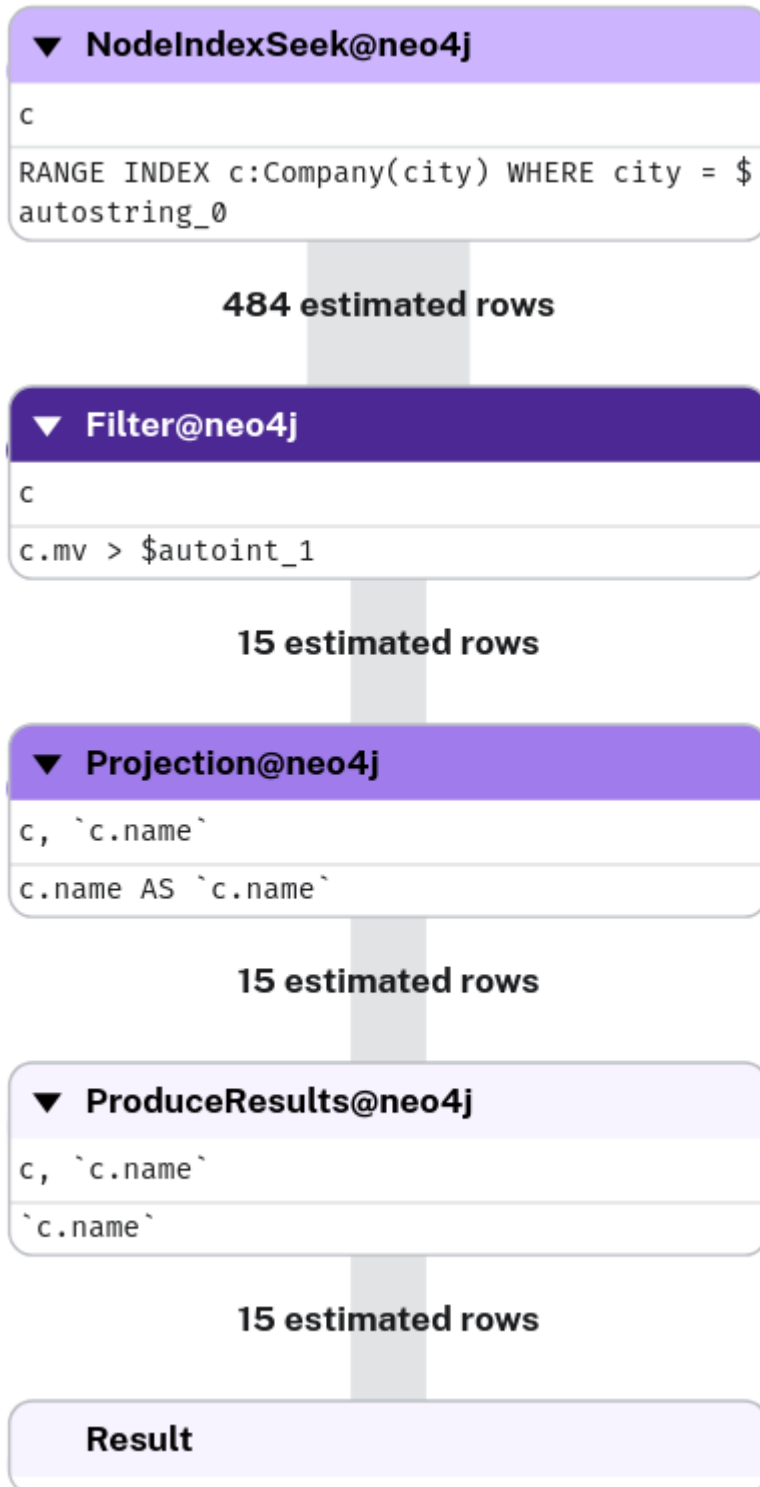 NodeIndexSeek@neo4j
c
RANGE INDEX c:Company(city) WHERE city = $
autostring_0
484 estimated rows
Filter@neo4j
c
c.mv > $autoint_1
15 estimated rows
Projection@neo4j
c, `c.name`
c.name AS `c.name`
15 estimated rows
ProduceResults@neo4j
c, `c.name`
`c.name`
15 estimated rows
Result